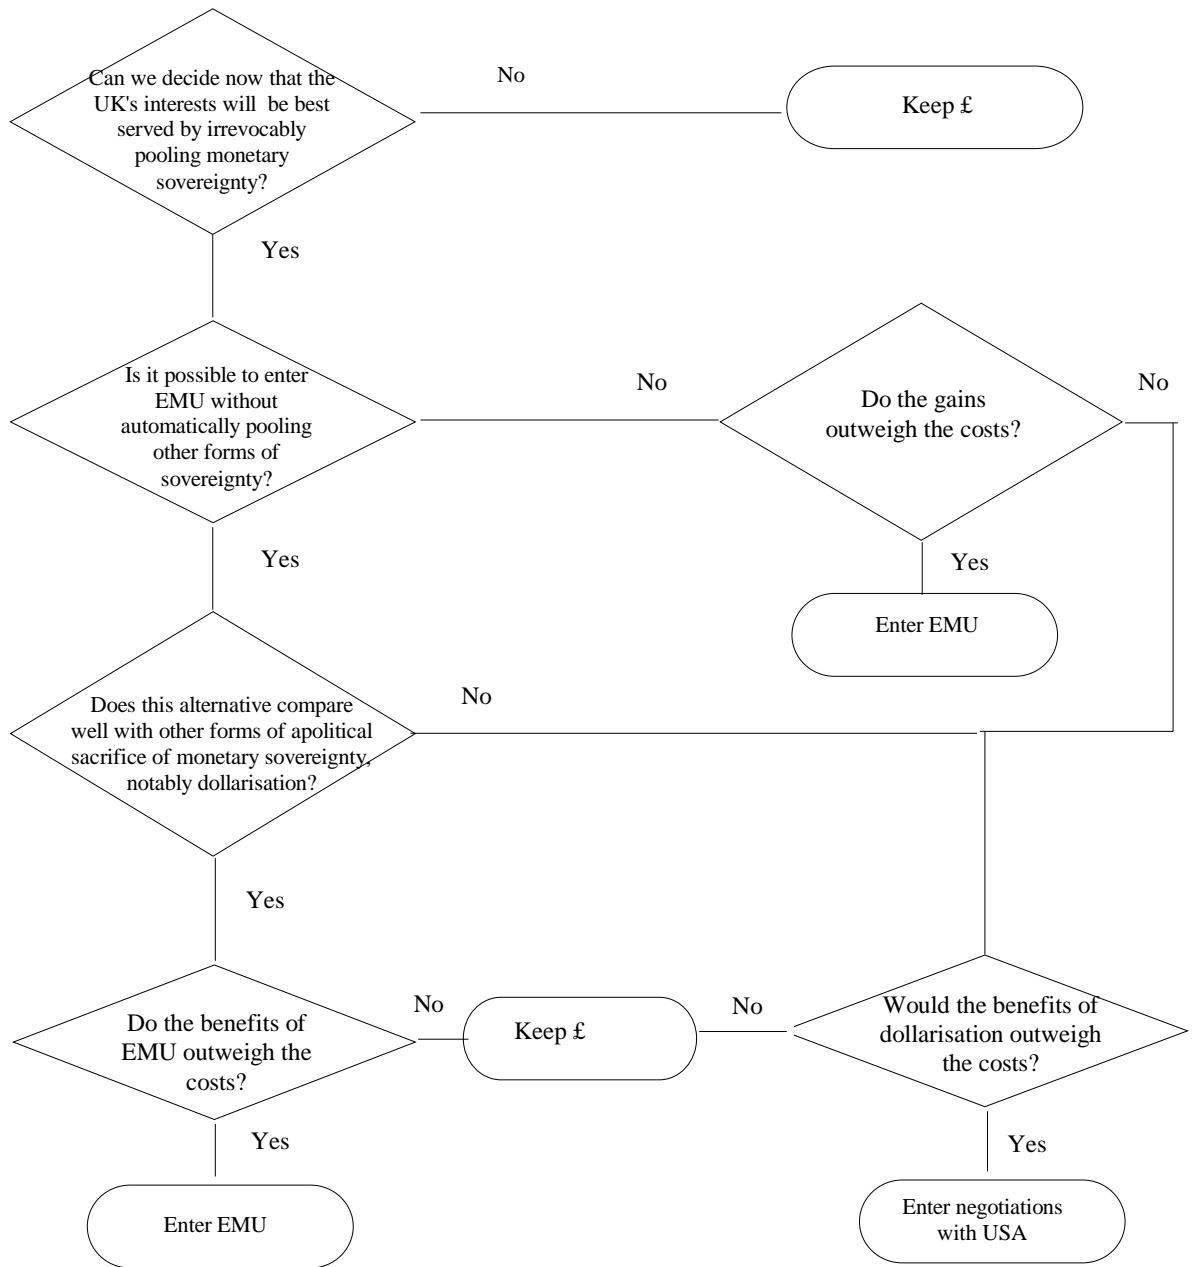 Can we decide now that the
UK's interests will be best
served by irrevocably
pooling monetary
sovereignty?
No
Keep £
Yes
Is it possible to enter
EMU without
automatically pooling
other forms of
sovereignty?
No
Do the gains
outweigh the costs?
No
Yes
Yes
Enter EMU
Does this alternative compare
well with other forms of apolitical
sacrifice of monetary sovereignty,
notably dollarisation?
No
Yes
Do the benefits of
EMU outweigh the
costs?
No
Keep £
No
Would the benefits of
dollarisation outweigh
the costs?
Yes
Yes
Enter EMU
Enter negotiations
with USA